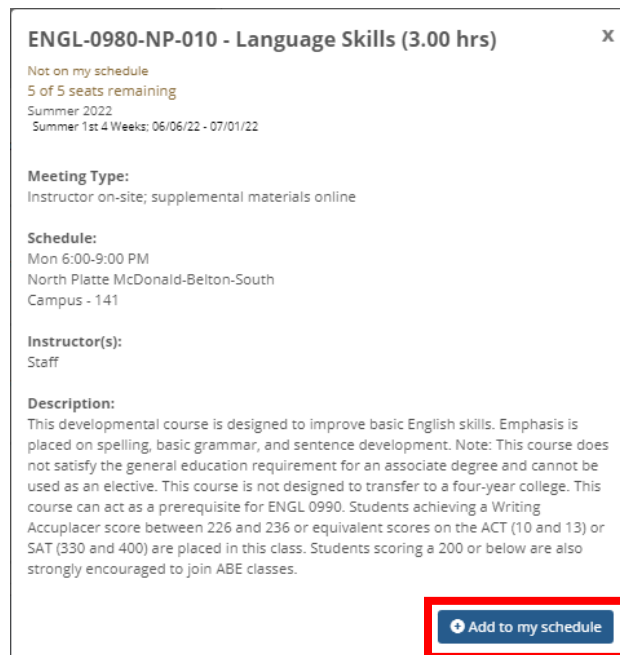 ENGL-0980-NP-010 - Language Skills (3.00 hrs)
x
Not on my schedule
5 of 5 seats remaining
Summer 2022
Summer 1st 4 Weeks; 06/06/22 - 07/01/22
Meeting Type:
Instructor on-site; supplemental materials online
Schedule:
Mon 6:00-9:00 PM
North Platte McDonald-Belton-South
Campus - 141
Instructor(s):
Staff
Description:
This developmental course is designed to improve basic English skills. Emphasis is
placed on spelling, basic grammar, and sentence development. Note: This course does
not satisfy the general education requirement for an associate degree and cannot be
used as an elective. This course is not designed to transfer to a four-year college. This
course can act as a prerequisite for ENGL 0990. Students achieving a Writing
Accuplacer score between 226 and 236 or equivalent scores on the ACT (10 and 13) or
SAT (330 and 400) are placed in this class. Students scoring a 200 or below are also
strongly encouraged to join ABE classes.
Add to my schedule